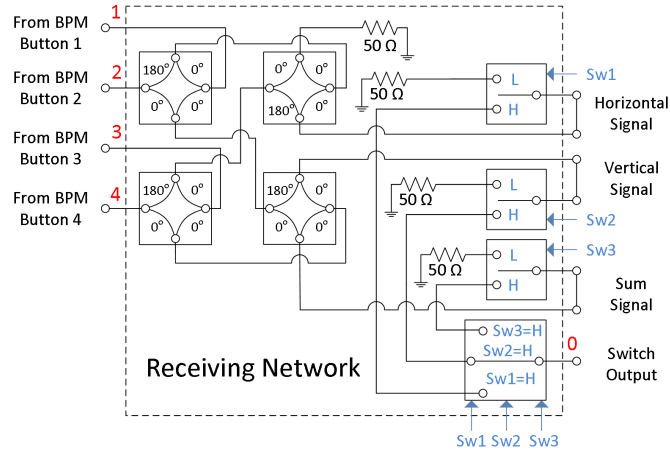 1
From BPM
Button 1
2
From BPM
Button 2
3
From BPM
Button 3
4
From BPM
Button 4
180° 0°
0° 0°
0° 0°
180° 0°
180° 0°
0° 0°
180° 0°
0° 0°
50 Ω
50 Ω
L
H
Sw1
Horizontal
Signal
50 Ω
L
H
Sw2
Vertical
Signal
50 Ω
L
H
Sw3
Sum
Signal
Sw3=H
Sw2=H
Sw1=H
0
Switch
Output
Receiving Network
Sw1 Sw2 Sw3